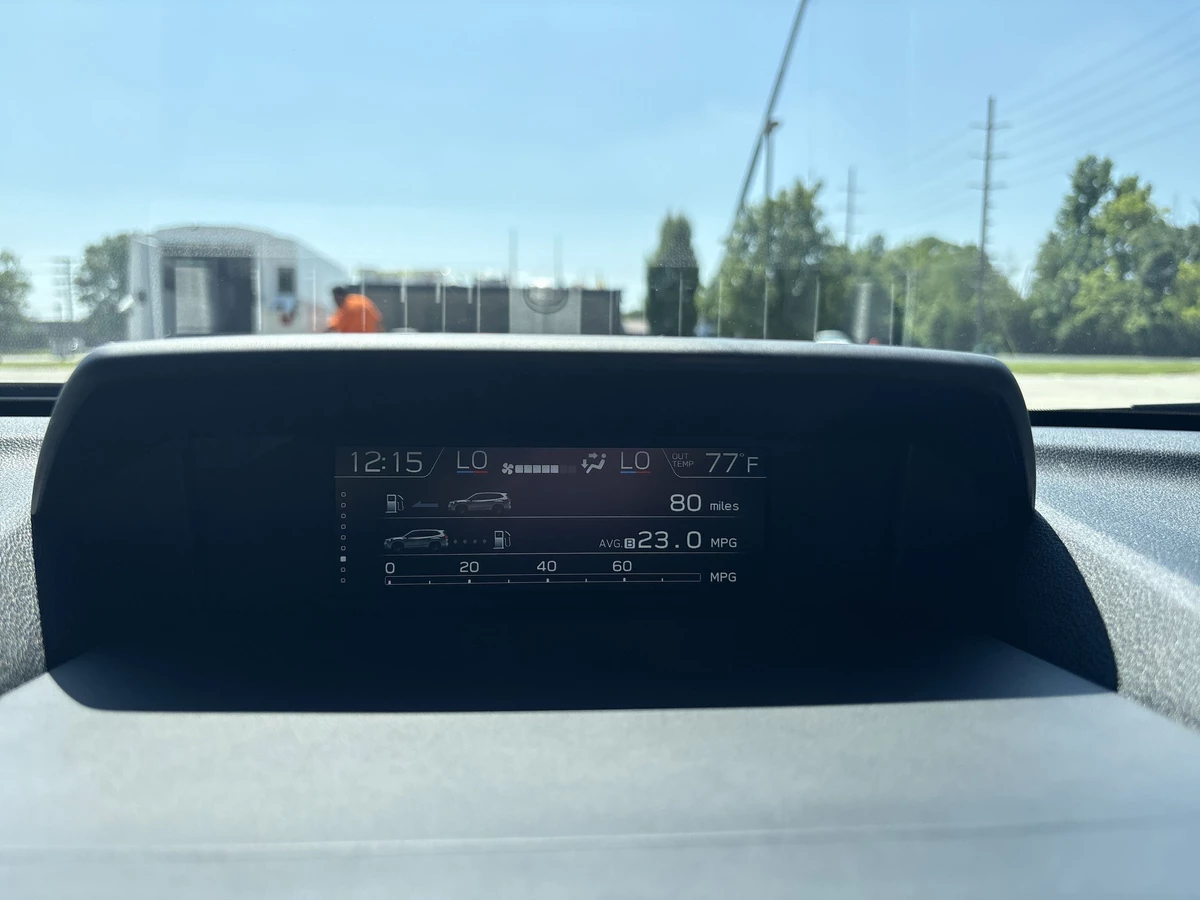 12:15 LO LO OUT TEMP 77°F
80 miles
AVG. B 23.0 MPG
0 20 40 60
MPG